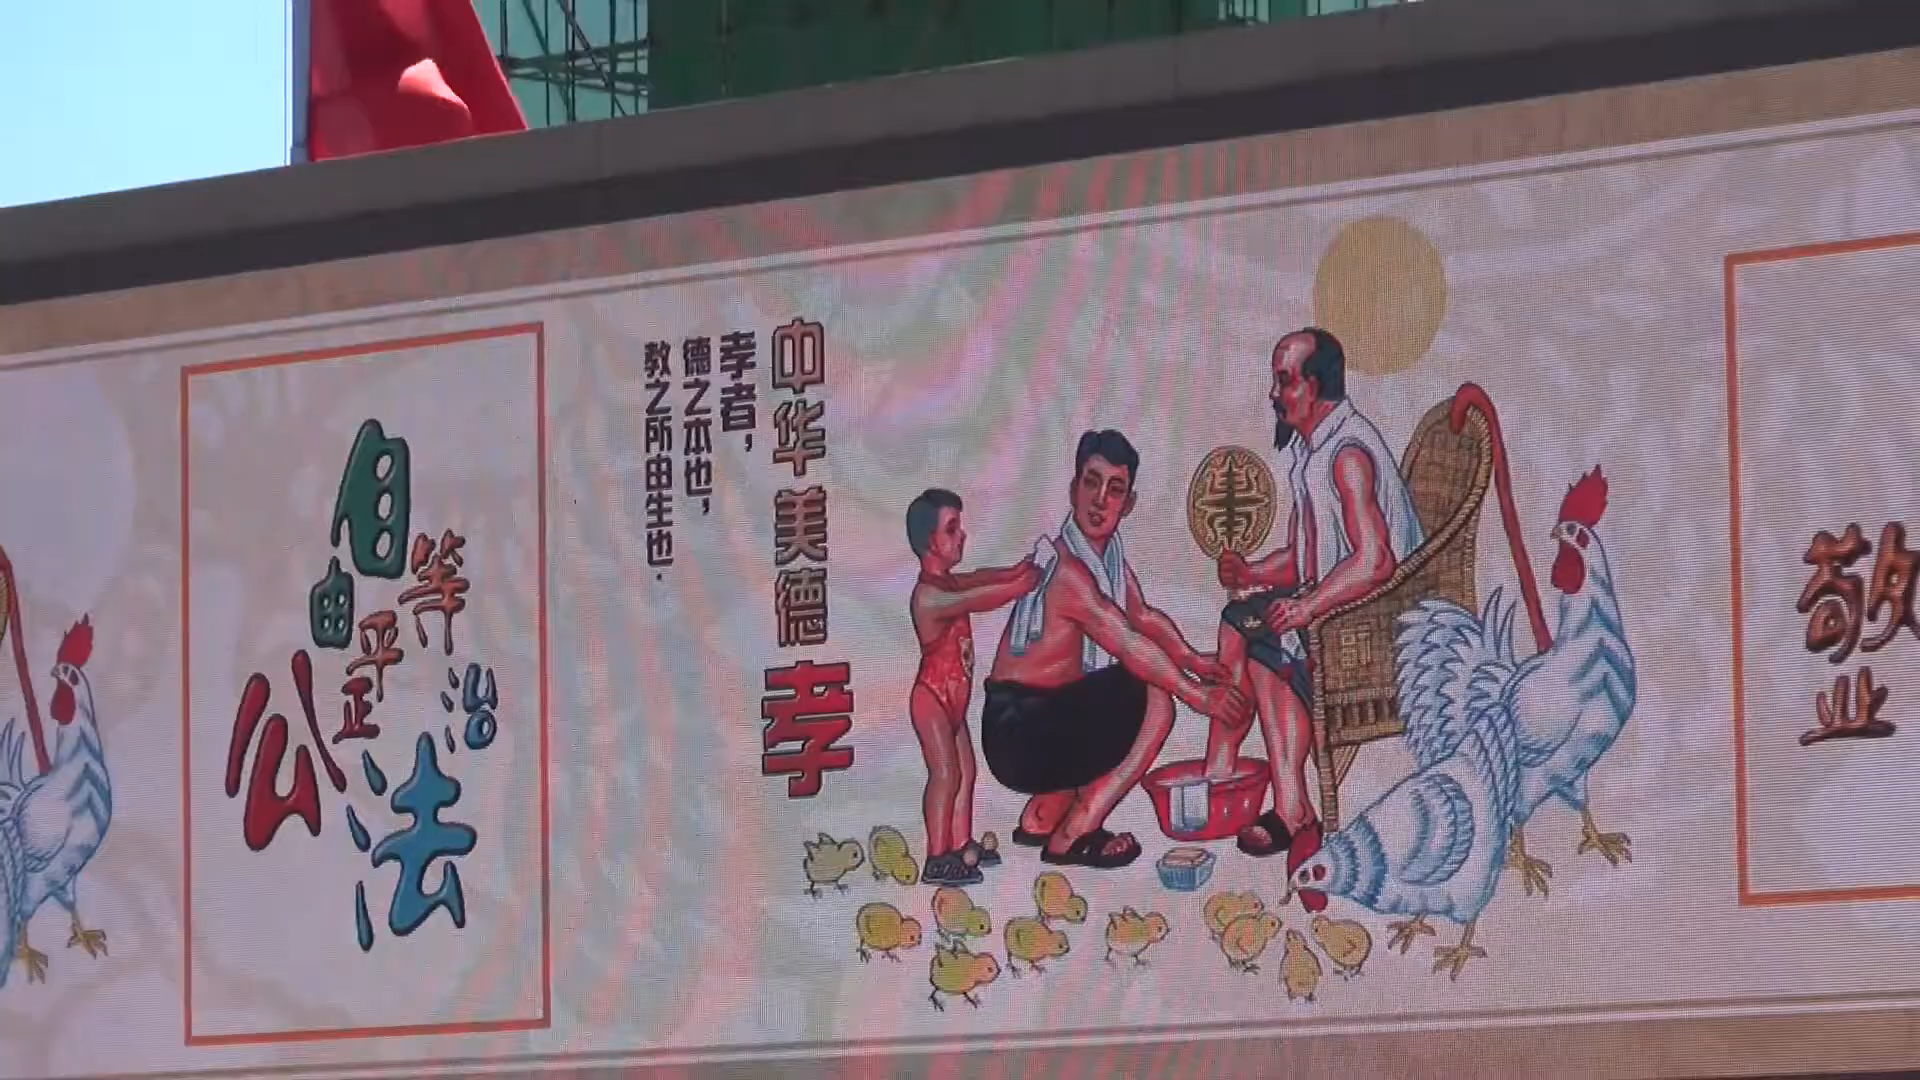 自由
平等
公正
法治
中华美德 孝
孝者，
德之本也，
教之所由生也.
敬业